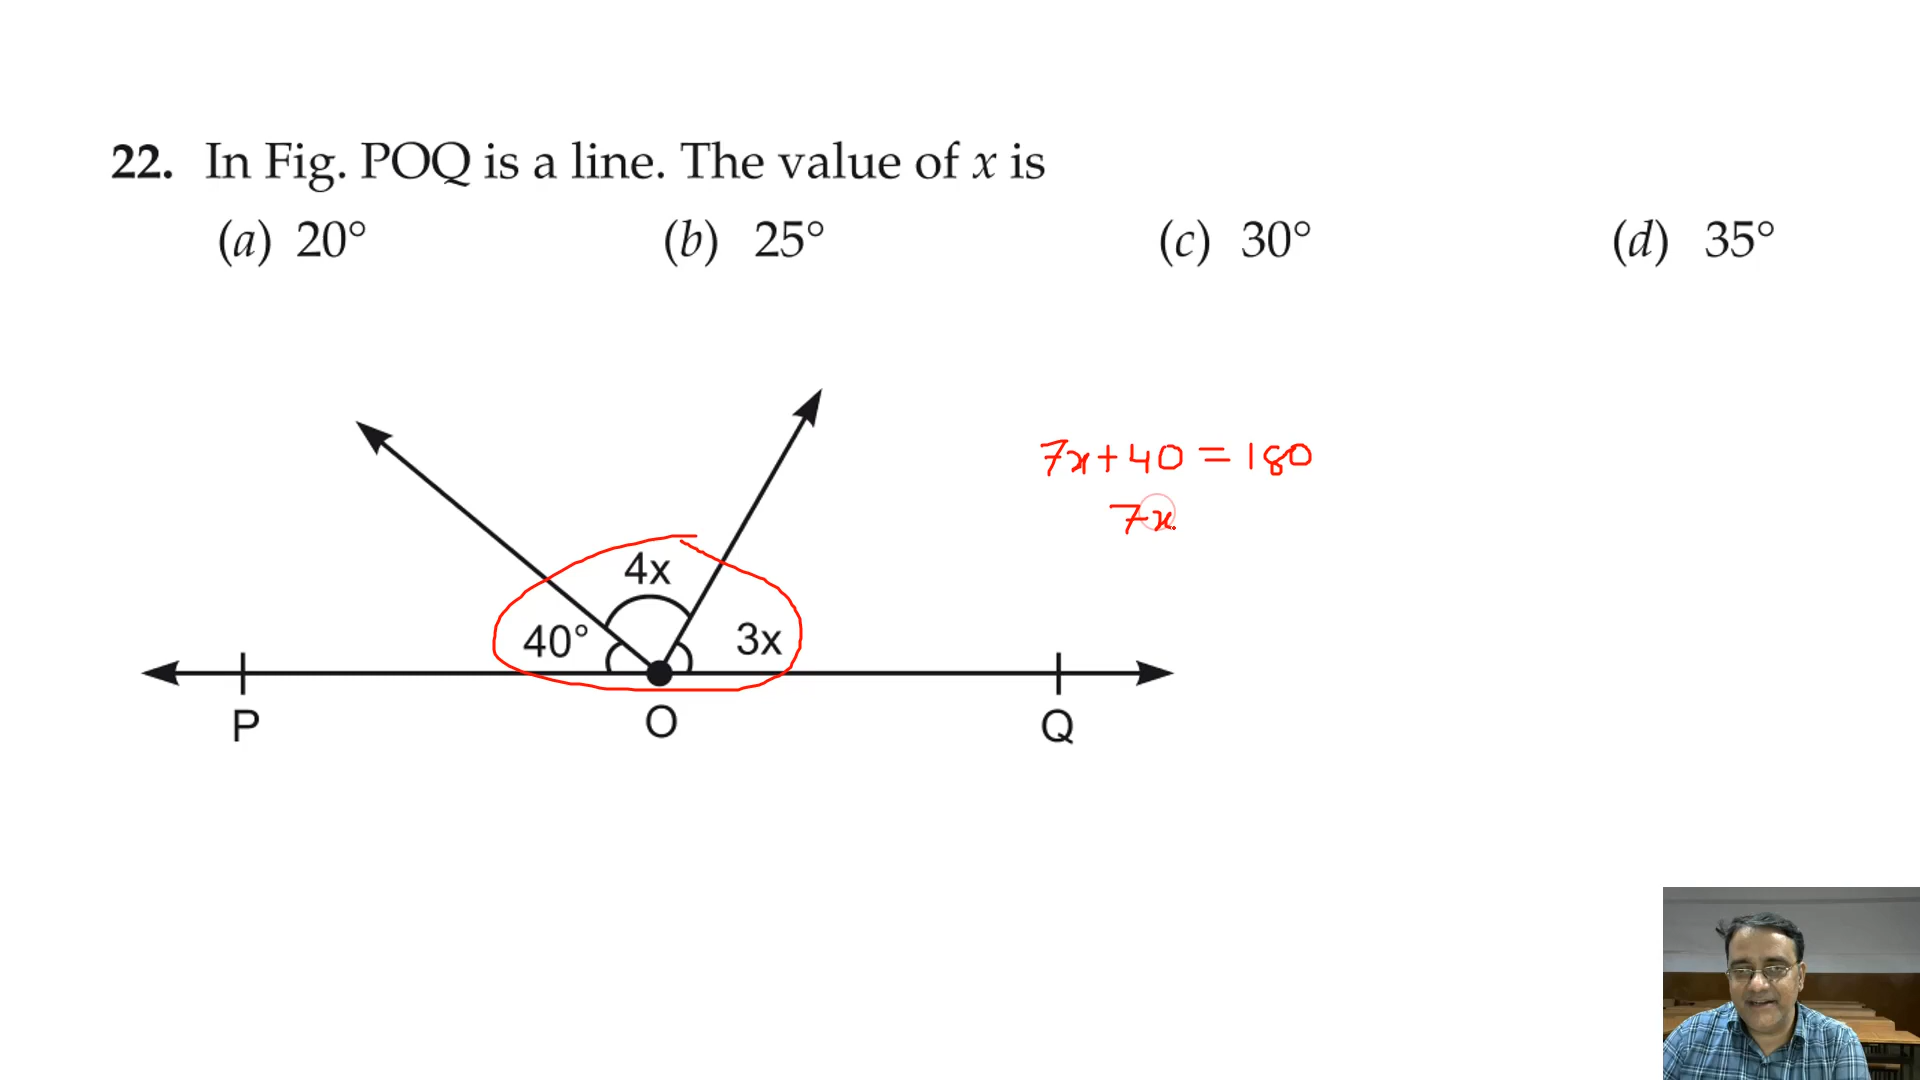 22. In Fig. POQ is a line. The value of x is
(a) 20° (b) 25° (c) 30° (d) 35°
7x+40 = 180
7x
4x
40° 3x
P O Q